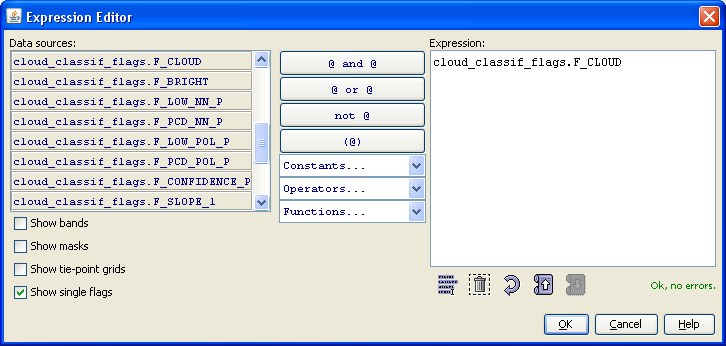 Expression Editor
Data sources:
cloud_classif_flags.F_CLOUD
cloud_classif_flags.F_BRIGHT
cloud_classif_flags.F_LOW_NN_P
cloud_classif_flags.F_PCD_NN_P
cloud_classif_flags.F_LOW_POL_P
cloud_classif_flags.F_PCD_POL_P
cloud_classif_flags.F_CONFIDENCE_P
cloud_classif_flags.F_SLOPE_1
Show bands
Show masks
Show tie-point grids
Show single flags
@ and @
@ or @
not @
(@)
Constants...
Operators...
Functions...
Expression:
cloud_classif_flags.F_CLOUD
Ok, no errors.
OK
Cancel
Help